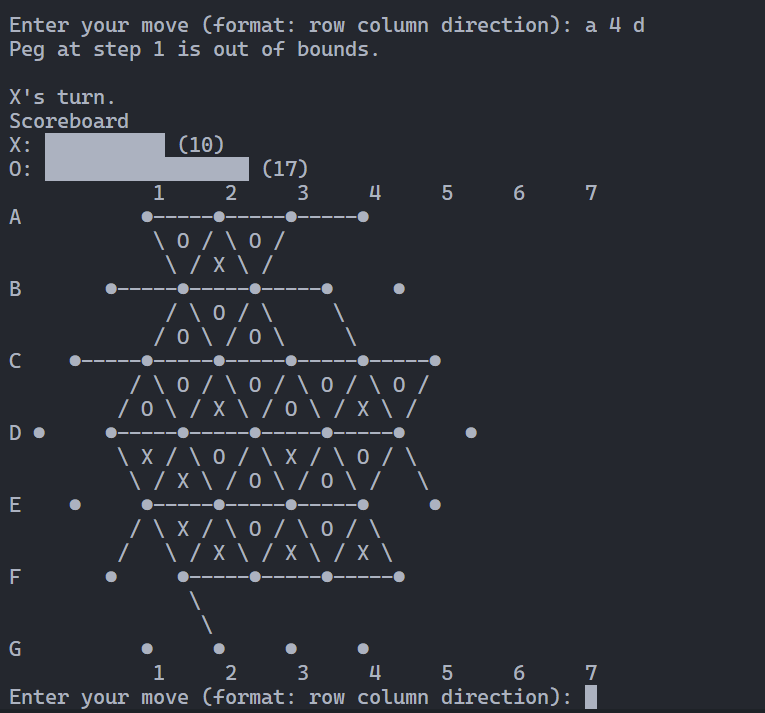 Enter your move (format: row column direction): a 4 d
Peg at step 1 is out of bounds.
X's turn.
Scoreboard
X: (10)
O: (17)
1 2 3 4 5 6 7
A ●-----●-----●-----●
\ O / \ O /
\ / X \ /
B ●-----●-----●-----● ●
/ \ O / \ \
/ O \ / O \ \
C ●-----●-----●-----●-----●-----●
/ \ O / \ O / \ O / \ O /
/ O \ / X \ / O \ / X \ /
D ● ●-----●-----●-----●-----● ●
\ X / \ O / \ X / \ O / \
\ / X \ / O \ / O \ / \
E ● ●-----●-----●-----● ●
/ \ X / \ O / \ O / \
/ \ / X \ / X \ / X \
F ● ●-----●-----●-----●
\
\
G ● ● ● ●
1 2 3 4 5 6 7
Enter your move (format: row column direction):